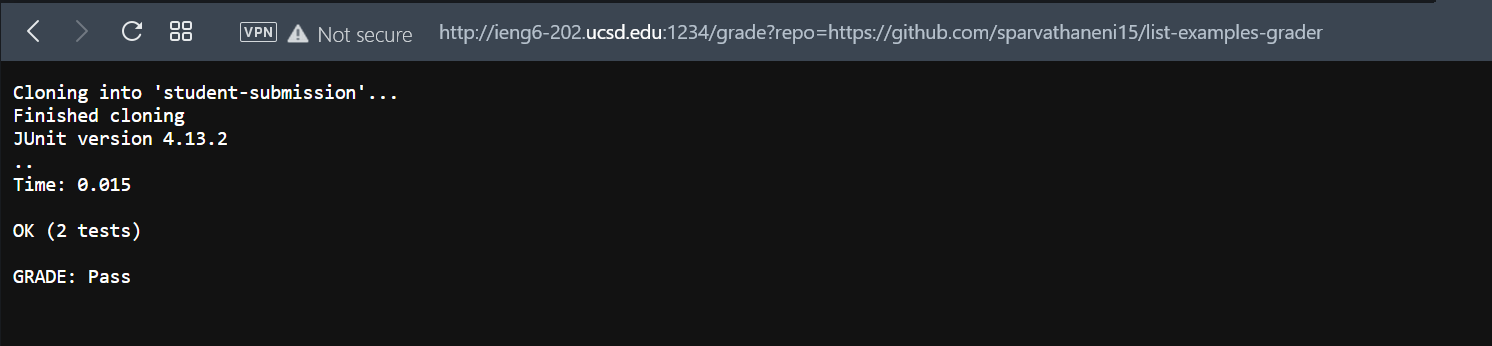 VPN Not secure http://ieng6-202.ucsd.edu:1234/grade?repo=https://github.com/sparvathaneni15/list-examples-grader
Cloning into 'student-submission'...
Finished cloning
JUnit version 4.13.2
..
Time: 0.015
OK (2 tests)
GRADE: Pass